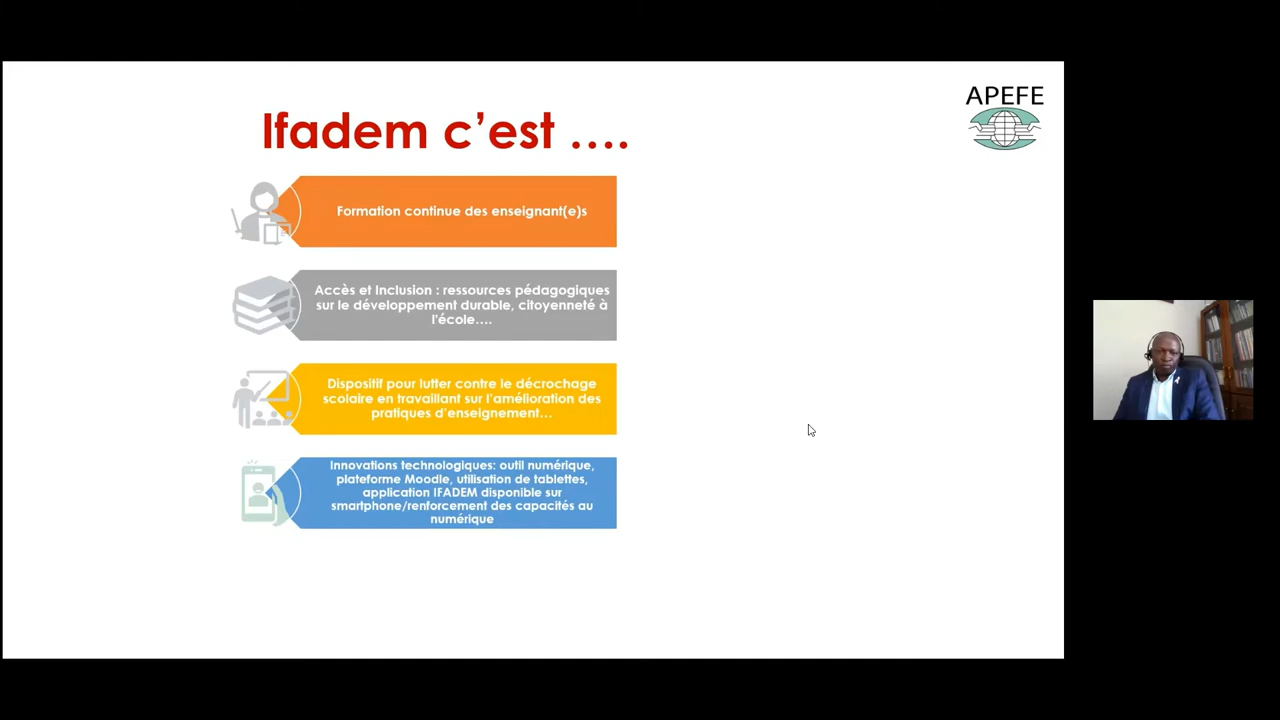 APEFE
Ifadem c’est ….
Formation continue des enseignant(e)s
Accès et Inclusion : ressources pédagogiques
sur le développement durable, citoyenneté à
l'école….
Dispositif pour lutter contre le décrochage
scolaire en travaillant sur l’amélioration des
pratiques d’enseignement…
Innovations technologiques: outil numérique,
plateforme Moodle, utilisation de tablettes,
application IFADEM disponible sur
smartphone/renforcement des capacités au
numérique